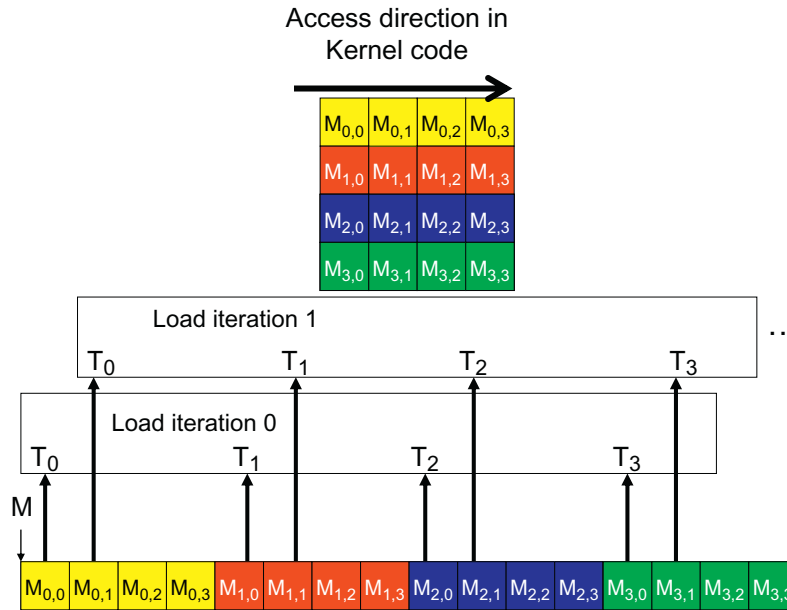 Access direction in
Kernel code
M0,0 M0,1 M0,2 M0,3
M1,0 M1,1 M1,2 M1,3
M2,0 M2,1 M2,2 M2,3
M3,0 M3,1 M3,2 M3,3
Load iteration 1
...
T0 T1 T2 T3
Load iteration 0
T0 T1 T2 T3
M
M0,0 M0,1 M0,2 M0,3 M1,0 M1,1 M1,2 M1,3 M2,0 M2,1 M2,2 M2,3 M3,0 M3,1 M3,2 M3,3